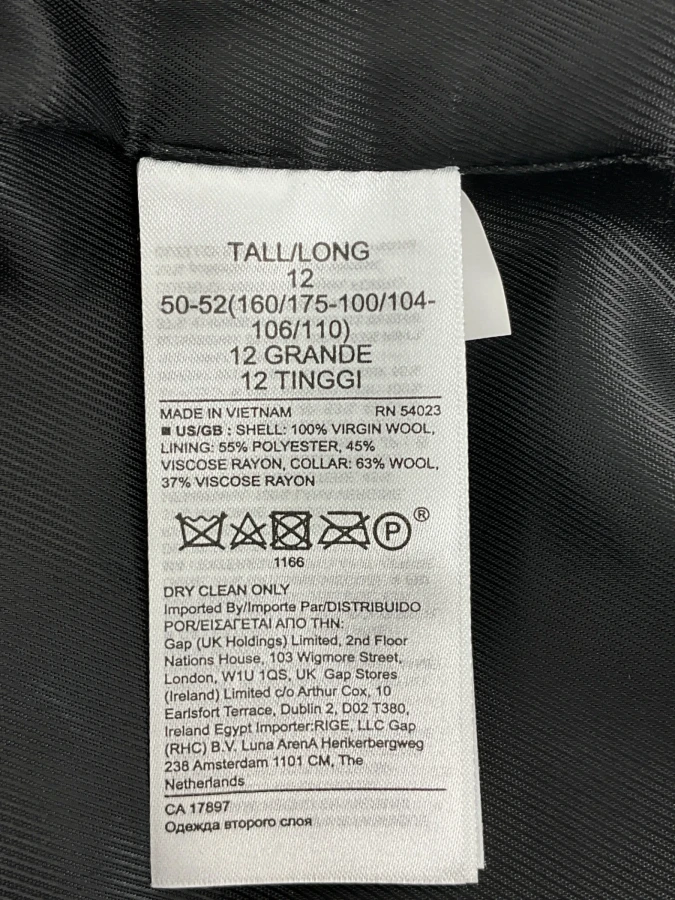 TALL/LONG
12
50-52(160/175-100/104-
106/110)
12 GRANDE
12 TINGGI
MADE IN VIETNAM RN 54023
■ US/GB : SHELL: 100% VIRGIN WOOL,
LINING: 55% POLYESTER, 45%
VISCOSE RAYON, COLLAR: 63% WOOL,
37% VISCOSE RAYON
P ®
1166
DRY CLEAN ONLY
Imported By/Importe Par/DISTRIBUIDO
POR/ΕΙΣΑΓΕΤΑΙ ΑΠΟ ΤΗΝ:
Gap (UK Holdings) Limited, 2nd Floor
Nations House, 103 Wigmore Street,
London, W1U 1QS, UK Gap Stores
(Ireland) Limited c/o Arthur Cox, 10
Earlsfort Terrace, Dublin 2, D02 T380,
Ireland Egypt Importer:RIGE, LLC Gap
(RHC) B.V. Luna ArenA Herikerbergweg
238 Amsterdam 1101 CM, The
Netherlands
CA 17897
Одежда второго слоя